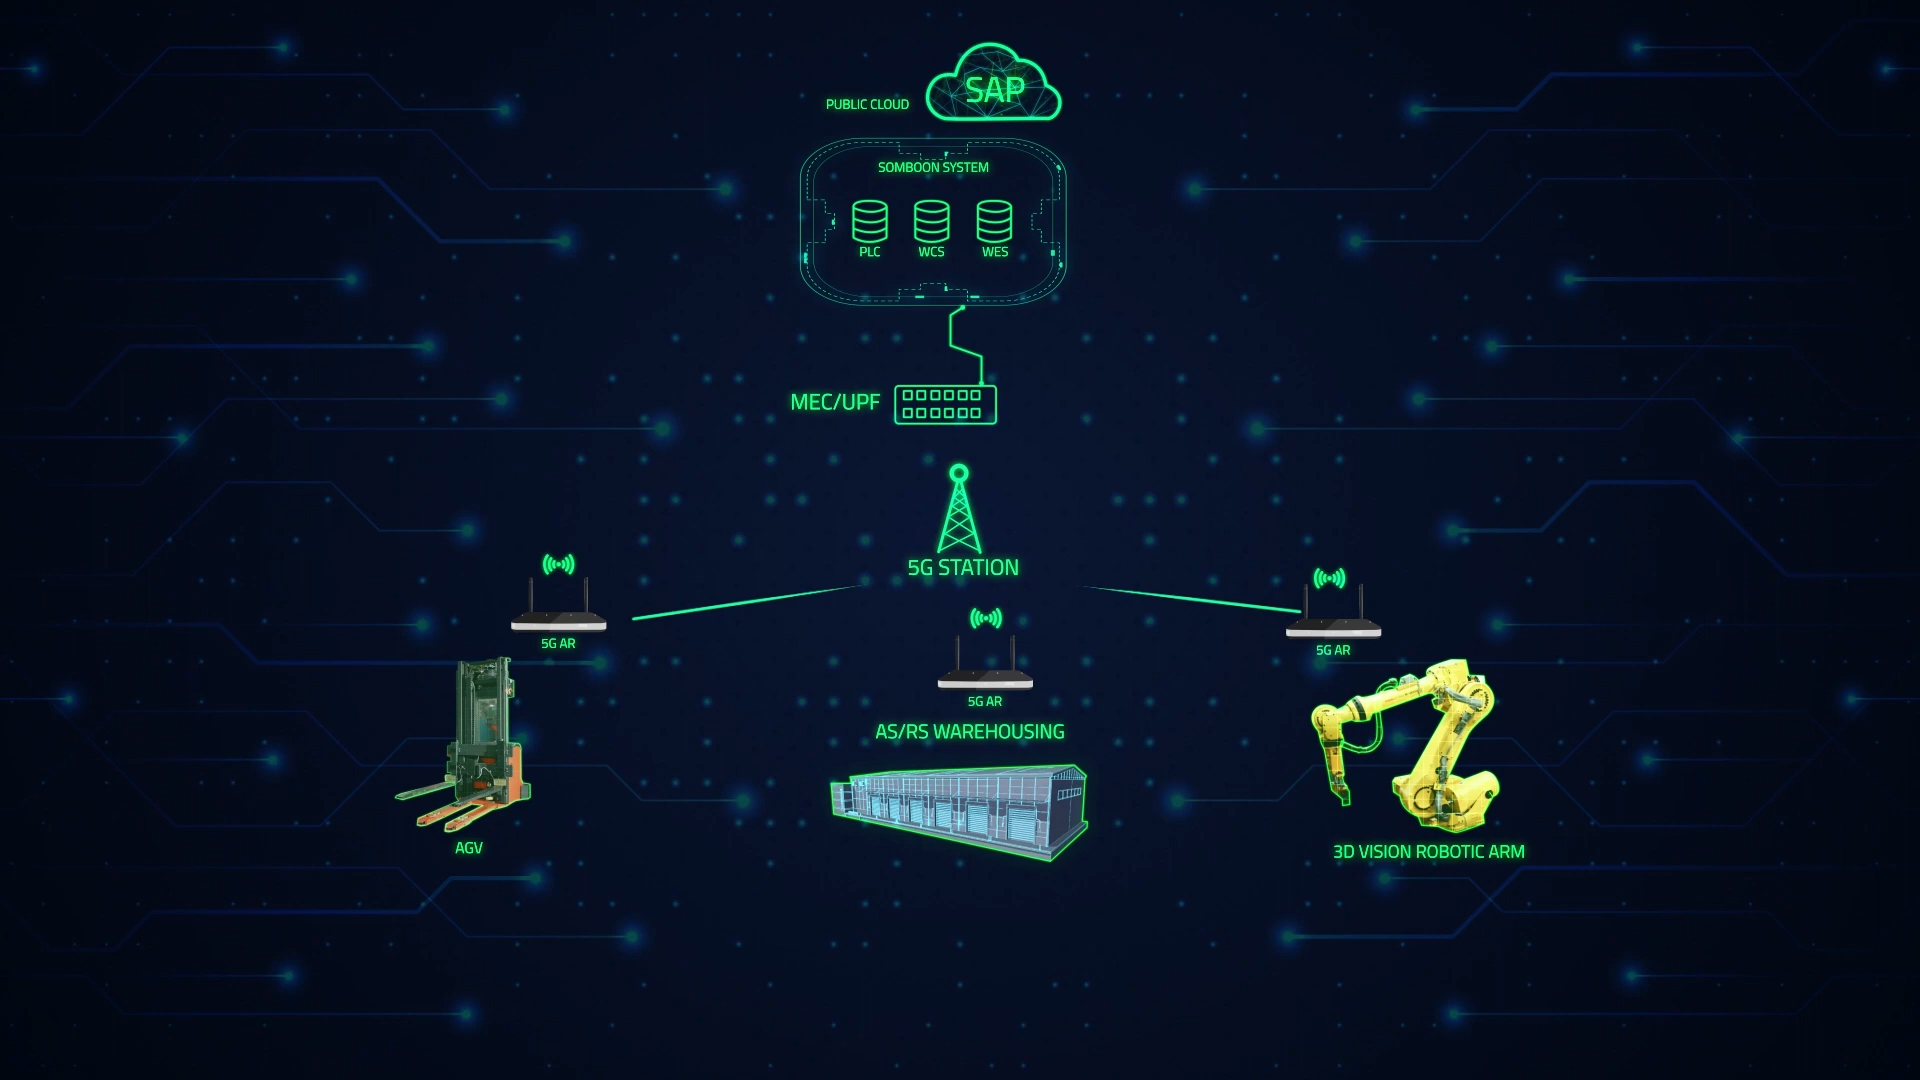 SAP
PUBLIC CLOUD
SOMBOON SYSTEM
PLC
WCS
WES
MEC/UPF
5G STATION
5G AR
5G AR
5G AR
AS/RS WAREHOUSING
AGV
3D VISION ROBOTIC ARM